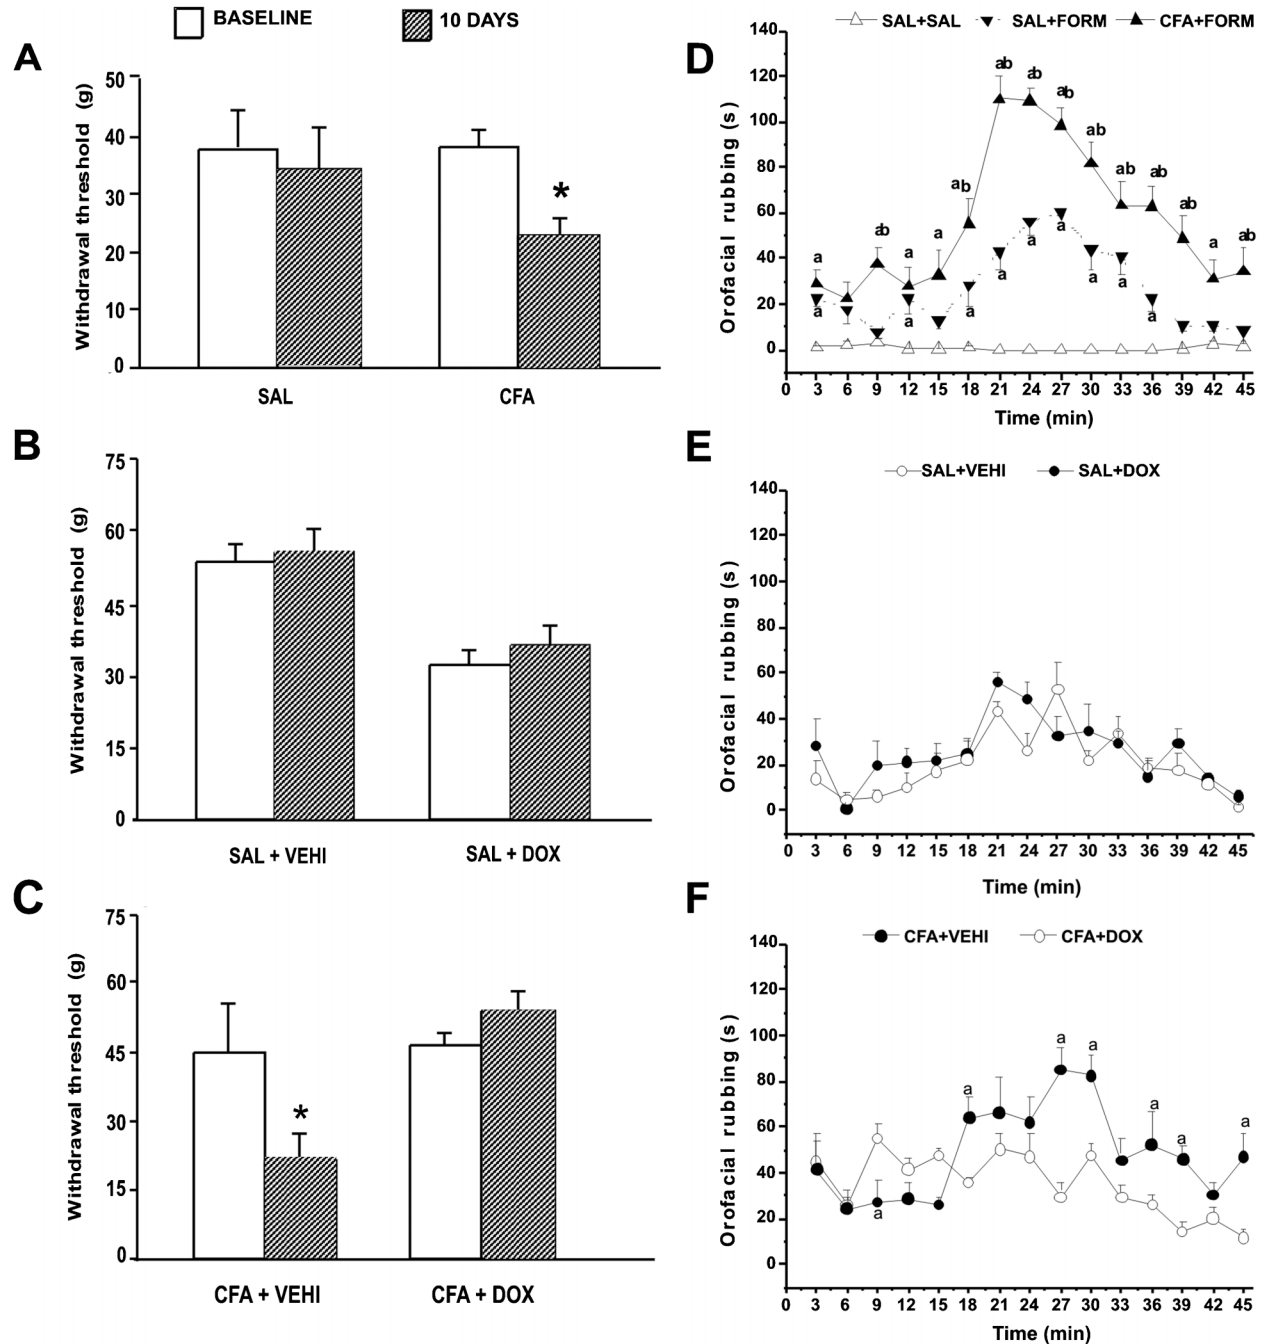 BASELINE
10 DAYS
A
Withdrawal threshold (g)
50
40
30
20
10
0
*
SAL
CFA
B
Withdrawal threshold (g)
75
60
45
30
15
0
SAL + VEHI
SAL + DOX
C
Withdrawal threshold (g)
75
60
45
30
15
0
*
CFA + VEHI
CFA + DOX
D
SAL+SAL
SAL+FORM
CFA+FORM
Orofacial rubbing (s)
140
120
100
80
60
40
20
0
a
ab
a
a
ab
ab
ab
ab
ab
ab
ab
ab
a
ab
a
a
a
a
a
a
a
a
a
0 3 6 9 12 15 18 21 24 27 30 33 36 39 42 45
Time (min)
E
SAL+VEHI
SAL+DOX
Orofacial rubbing (s)
140
120
100
80
60
40
20
0
0 3 6 9 12 15 18 21 24 27 30 33 36 39 42 45
Time (min)
F
CFA+VEHI
CFA+DOX
Orofacial rubbing (s)
140
120
100
80
60
40
20
0
a
a
a
a
a
a
a
0 3 6 9 12 15 18 21 24 27 30 33 36 39 42 45
Time (min)